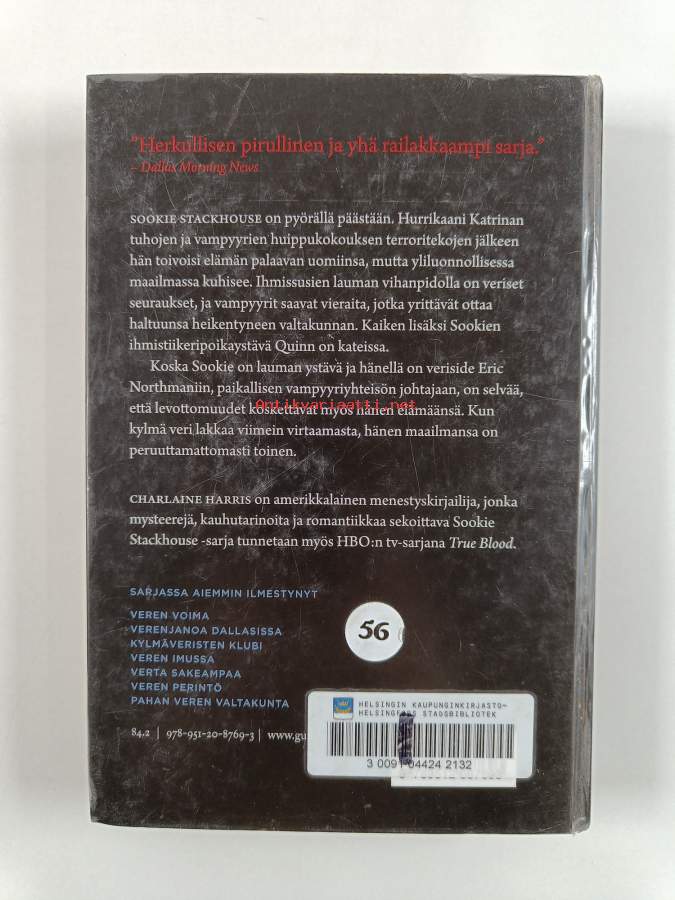 "Herkullisen pirullinen ja yhä railakkaampi sarja."
– Dallas Morning News
SOOKIE STACKHOUSE on pyörällä päästään. Hurrikaani Katrinan
tuhojen ja vampyyrien huippukokouksen terroritekojen jälkeen
hän toivoisi elämän palaavan uomiinsa, mutta yliluonnollisessa
maailmassa kuhisee. Ihmissusien lauman vihanpidolla on veriset
seuraukset, ja vampyyrit saavat vieraita, jotka yrittävät ottaa
haltuunsa heikentyneen valtakunnan. Kaiken lisäksi Sookien
ihmistiikeripoikaystävä Quinn on kateissa.
Koska Sookie on lauman ystävä ja hänellä on veriside Eric
Northmaniin, paikallisen vampyyriyhteisön johtajaan, on selvää,
Antikvariaatti.net
että levottomuudet koskettavat myös hänen elämäänsä. Kun
kylmä veri lakkaa viimein virtaamasta, hänen maailmansa on
peruuttamattomasti toinen.
CHARLAINE HARRIS on amerikkalainen menestyskirjailija, jonka
mysteerejä, kauhutarinoita ja romantiikkaa sekoittava Sookie
Stackhouse -sarja tunnetaan myös HBO:n tv-sarjana True Blood.
SARJASSA AIEMMIN ILMESTYNYT
VEREN VOIMA
VERENJANOA DALLASISSA
KYLMÄVERISTEN KLUBI
VEREN IMUSSA
VERTA SAKEAMPAA
VEREN PERINTÖ
PAHAN VEREN VALTAKUNTA
56
84.2 | 978-951-20-8769-3 | www.gu
HELSINGIN KAUPUNGINKIRJASTO-
HELSINGFORS STADSBIBLIOTEK
3 0091 04424 2132